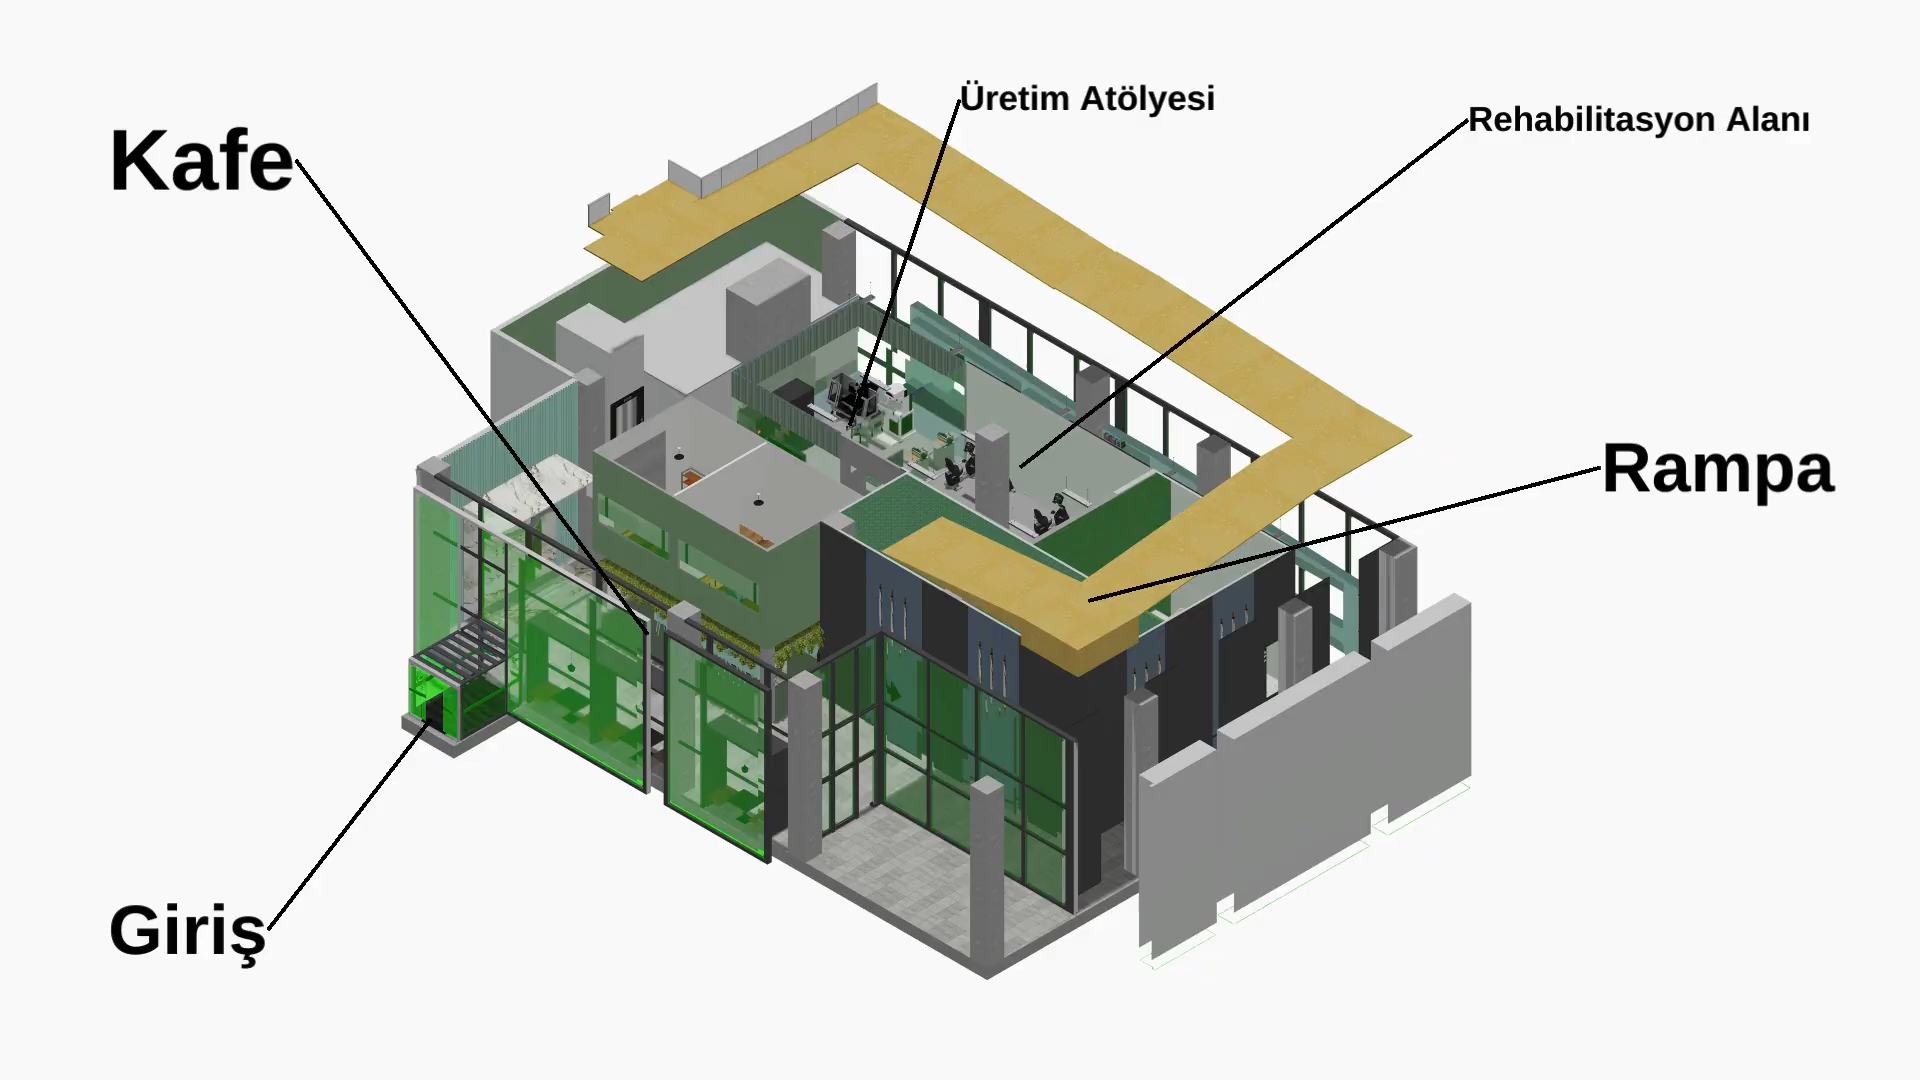 Üretim Atölyesi
Rehabilitasyon Alanı
Kafe
Rampa
Giriş